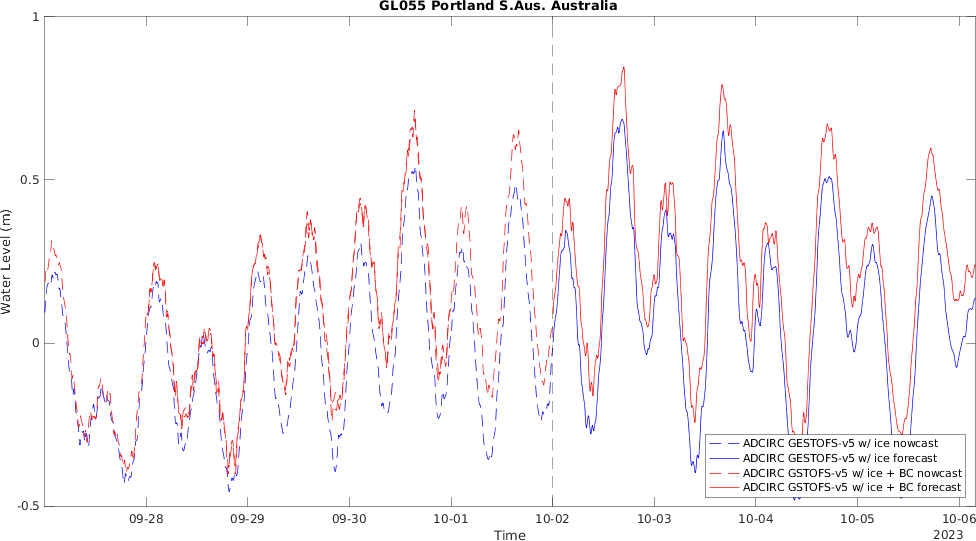 GL055 Portland S.Aus. Australia
1
0.5
0
-0.5
Water Level (m)
ADCIRC GESTOFS-v5 w/ ice nowcast
ADCIRC GESTOFS-v5 w/ ice forecast
ADCIRC GSTOFS-v5 w/ ice + BC nowcast
ADCIRC GSTOFS-v5 w/ ice + BC forecast
09-28 09-29 09-30 10-01 10-02 10-03 10-04 10-05 10-06
Time
2023